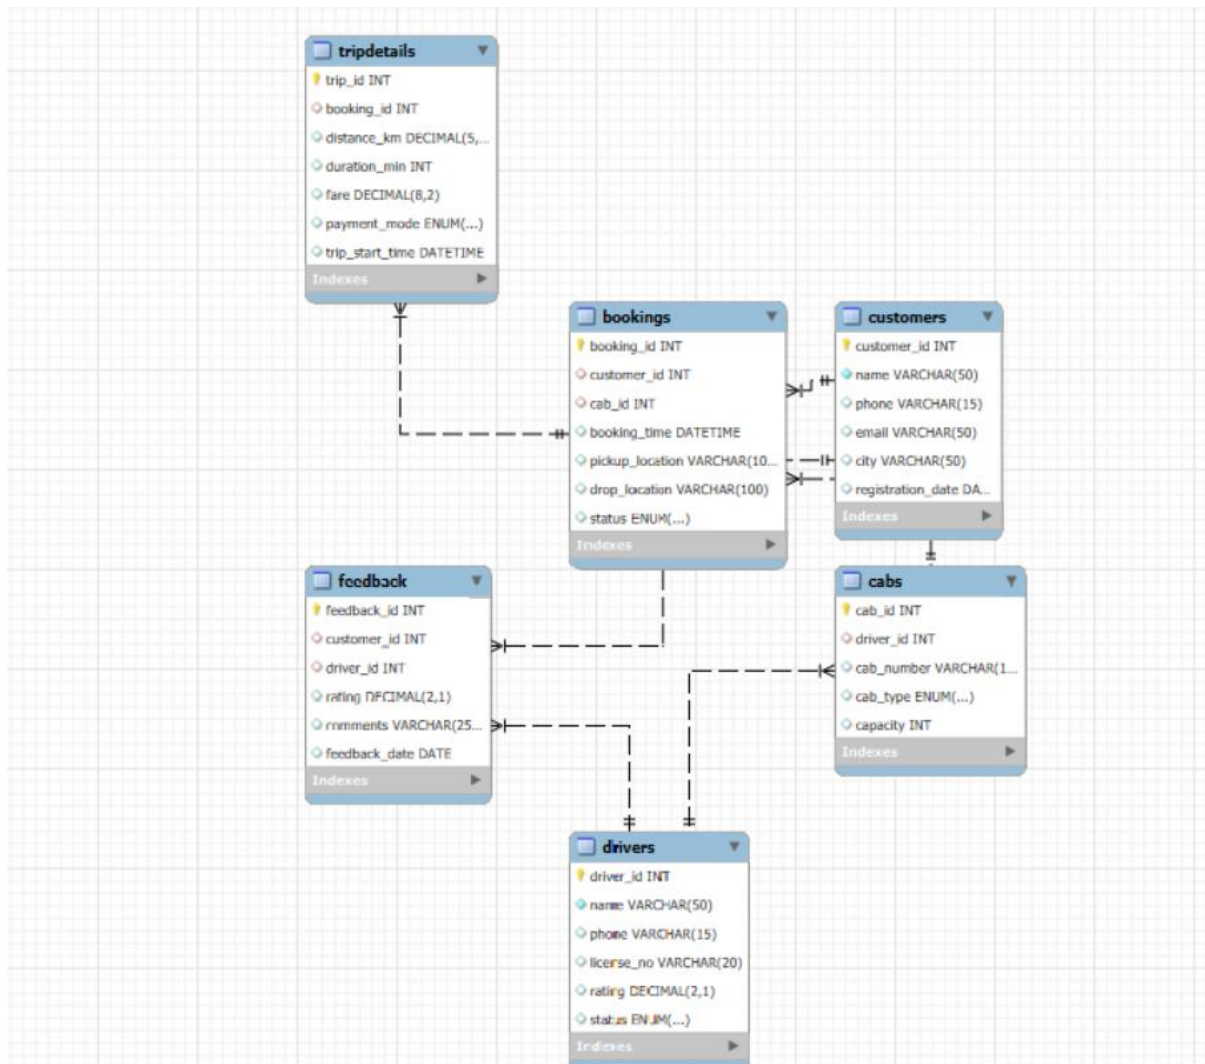 tripdetails
trip_id INT
booking_id INT
distance_km DECIMAL(5,...
duration_min INT
fare DECIMAL(8,2)
payment_mode ENUM(...)
trip_start_time DATETIME
Indexes
bookings
booking_id INT
customer_id INT
cab_id INT
booking_time DATETIME
pickup_location VARCHAR(10...
drop_location VARCHAR(100)
status ENUM(...)
Indexes
customers
customer_id INT
name VARCHAR(50)
phone VARCHAR(15)
email VARCHAR(50)
city VARCHAR(50)
registration_date DA...
Indexes
feedback
feedback_id INT
customer_id INT
driver_id INT
rating DECIMAL(2,1)
comments VARCHAR(25...
feedback_date DATE
Indexes
cabs
cab_id INT
driver_id INT
cab_number VARCHAR(1...
cab_type ENUM(...)
capacity INT
Indexes
drivers
driver_id INT
name VARCHAR(50)
phone VARCHAR(15)
license_no VARCHAR(20)
rating DECIMAL(2,1)
status ENUM(...)
Indexes